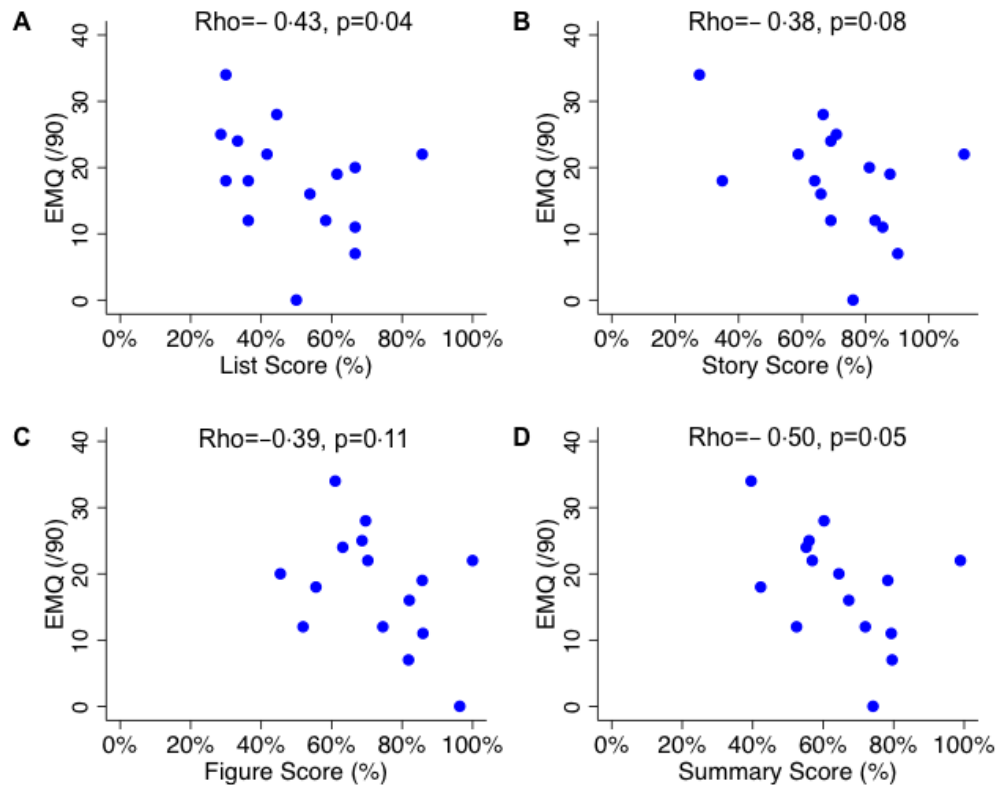 A
Rho=− 0·43, p=0·04
EMQ (/90)
40
30
20
10
0
0% 20% 40% 60% 80% 100%
List Score (%)
B
Rho=− 0·38, p=0·08
EMQ (/90)
40
30
20
10
0
0% 20% 40% 60% 80% 100%
Story Score (%)
C
Rho=−0·39, p=0·11
EMQ (/90)
40
30
20
10
0
0% 20% 40% 60% 80% 100%
Figure Score (%)
D
Rho=− 0·50, p=0·05
EMQ (/90)
40
30
20
10
0
0% 20% 40% 60% 80% 100%
Summary Score (%)